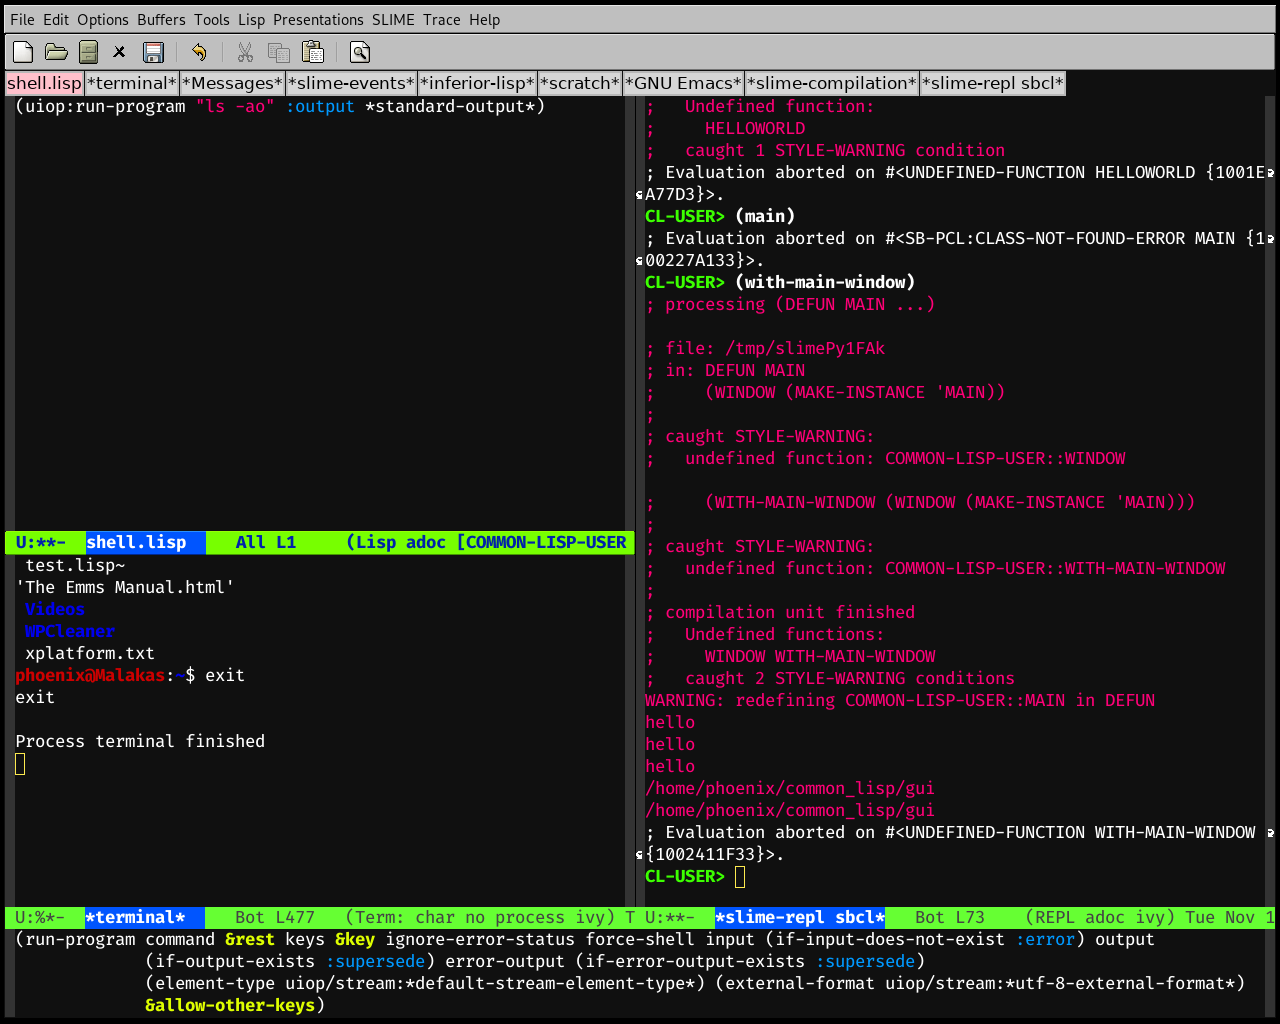 File Edit Options Buffers Tools Lisp Presentations SLIME Trace Help
shell.lisp *terminal* *Messages* *slime-events* *inferior-lisp* *scratch* *GNU Emacs* *slime-compilation* *slime-repl sbcl*
(uiop:run-program "ls -ao" :output *standard-output*)
U:**- shell.lisp All L1 (Lisp adoc [COMMON-LISP-USER
test.lisp~
'The Emms Manual.html'
Videos
WPCleaner
xplatform.txt
phoenix@Malakas:~$ exit
exit
Process terminal finished
U:%*- *terminal* Bot L477 (Term: char no process ivy) T
; Undefined function:
; HELLOWORLD
; caught 1 STYLE-WARNING condition
; Evaluation aborted on #<UNDEFINED-FUNCTION HELLOWORLD {1001E
A77D3}>.
CL-USER> (main)
; Evaluation aborted on #<SB-PCL:CLASS-NOT-FOUND-ERROR MAIN {1
00227A133}>.
CL-USER> (with-main-window)
; processing (DEFUN MAIN ...)
; file: /tmp/slimePy1FAk
; in: DEFUN MAIN
; (WINDOW (MAKE-INSTANCE 'MAIN))
;
; caught STYLE-WARNING:
; undefined function: COMMON-LISP-USER::WINDOW
; (WITH-MAIN-WINDOW (WINDOW (MAKE-INSTANCE 'MAIN)))
;
; caught STYLE-WARNING:
; undefined function: COMMON-LISP-USER::WITH-MAIN-WINDOW
;
; compilation unit finished
; Undefined functions:
; WINDOW WITH-MAIN-WINDOW
; caught 2 STYLE-WARNING conditions
WARNING: redefining COMMON-LISP-USER::MAIN in DEFUN
hello
hello
hello
/home/phoenix/common_lisp/gui
/home/phoenix/common_lisp/gui
; Evaluation aborted on #<UNDEFINED-FUNCTION WITH-MAIN-WINDOW
{1002411F33}>.
CL-USER>
U:**- *slime-repl sbcl* Bot L73 (REPL adoc ivy) Tue Nov 1
(run-program command &rest keys &key ignore-error-status force-shell input (if-input-does-not-exist :error) output
(if-output-exists :supersede) error-output (if-error-output-exists :supersede)
(element-type uiop/stream:*default-stream-element-type*) (external-format uiop/stream:*utf-8-external-format*)
&allow-other-keys)